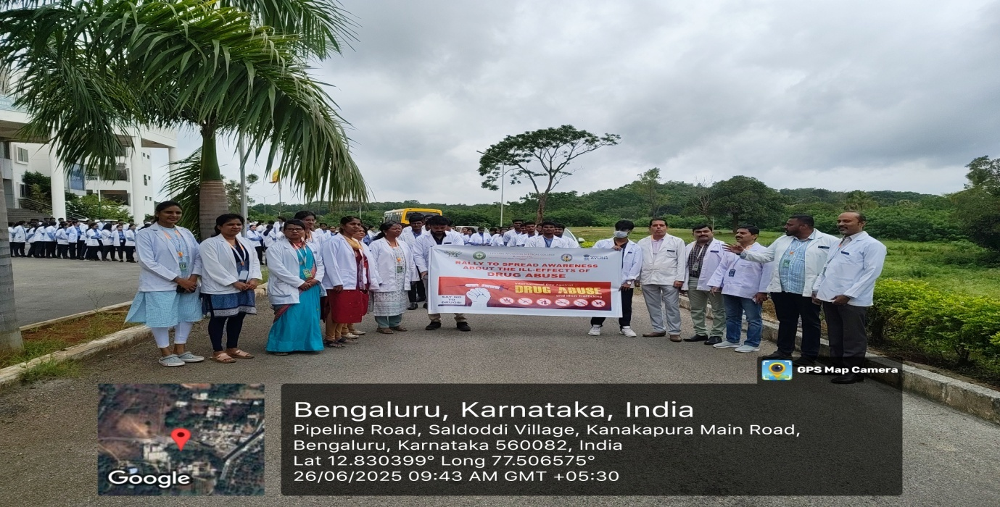 AYUSH
RALLY TO SPREAD AWARENESS
ABOUT THE ILL-EFFECTS OF
DRUG ABUSE
SAY NO
TO
DRUGS!
Day Against
DRUG ABUSE
and Illicit Trafficking
GPS Map Camera
Bengaluru, Karnataka, India
Pipeline Road, Saldoddi Village, Kanakapura Main Road,
Bengaluru, Karnataka 560082, India
Lat 12.830399° Long 77.506575°
26/06/2025 09:43 AM GMT +05:30
Google